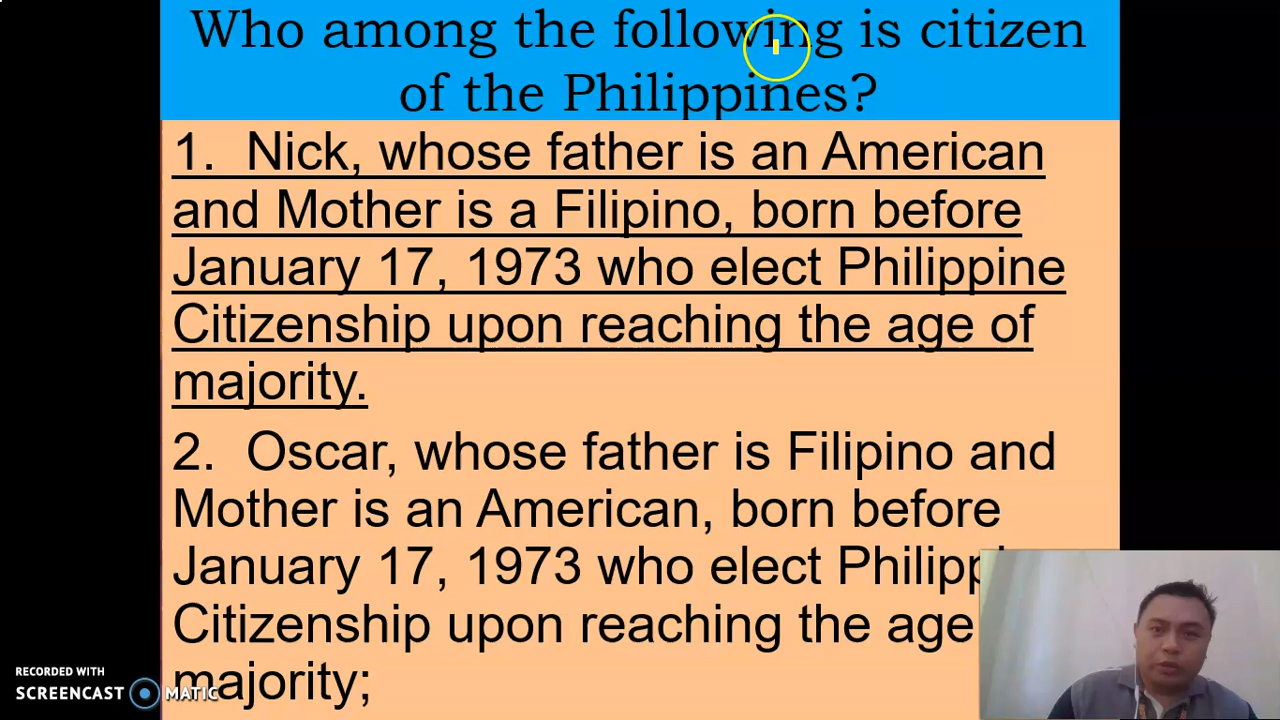 Who among the following is citizen
of the Philippines?
1. Nick, whose father is an American
and Mother is a Filipino, born before
January 17, 1973 who elect Philippine
Citizenship upon reaching the age of
majority.
2. Oscar, whose father is Filipino and
Mother is an American, born before
January 17, 1973 who elect
Citizenship upon reaching the age
majority;
RECORDED WITH
SCREENCAST MATIC